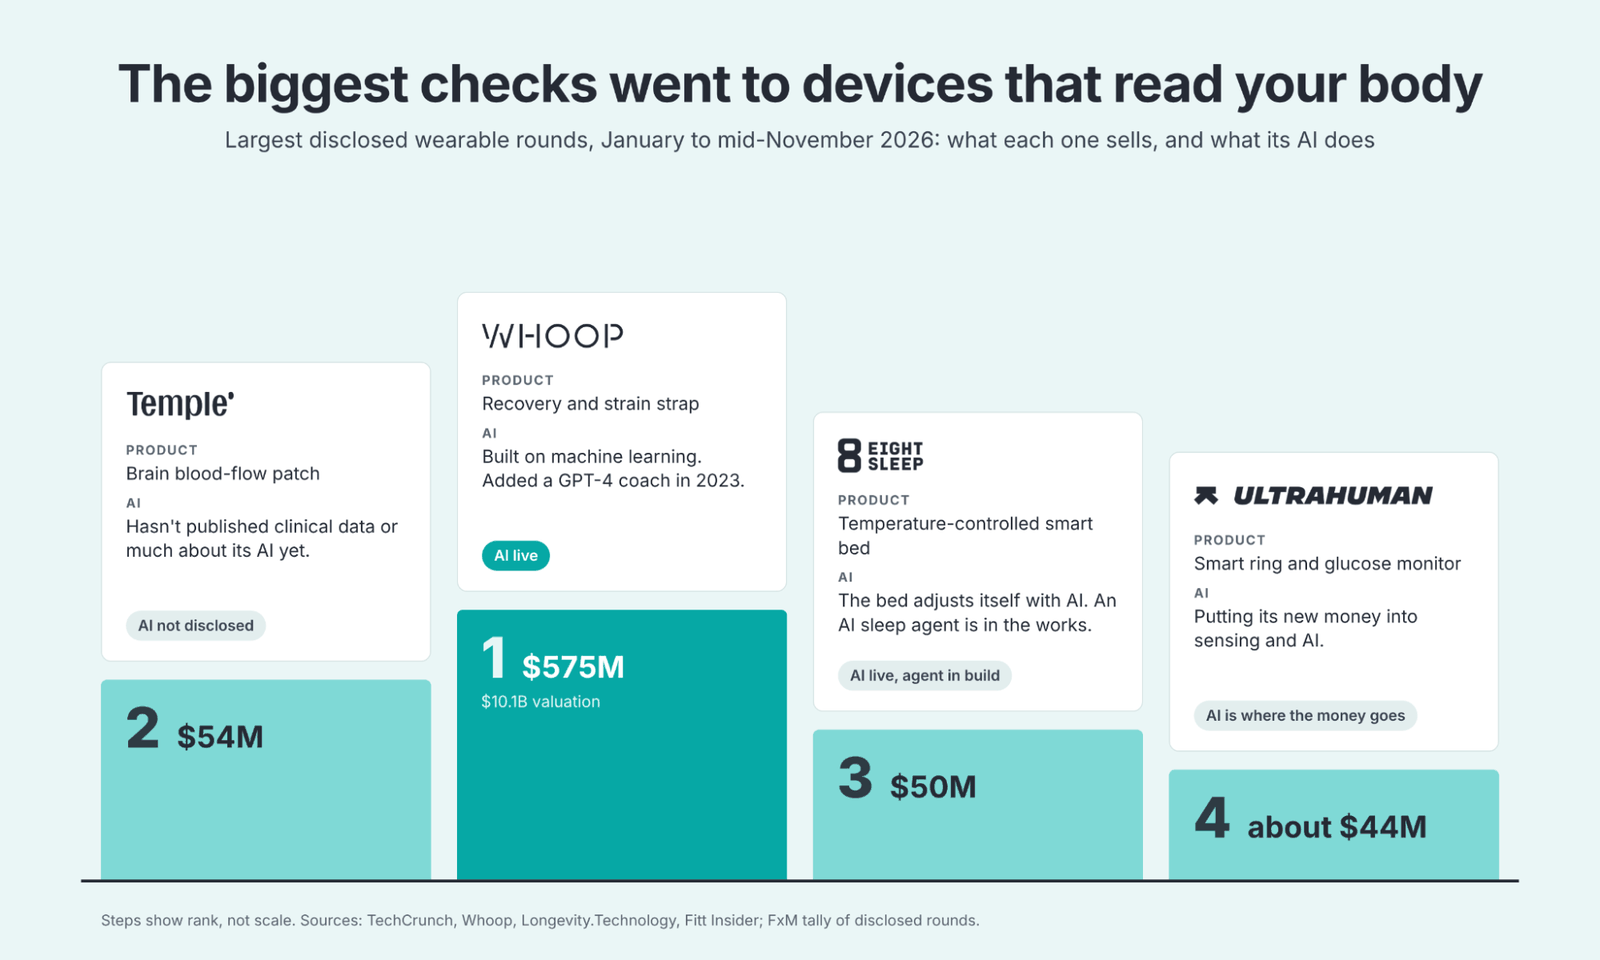 The biggest checks went to devices that read your body
Largest disclosed wearable rounds, January to mid-November 2026: what each one sells, and what its AI does
Temple'
PRODUCT
Brain blood-flow patch
AI
Hasn't published clinical data or
much about its AI yet.
AI not disclosed
2 $54M
WHOOP
PRODUCT
Recovery and strain strap
AI
Built on machine learning.
Added a GPT-4 coach in 2023.
AI live
1 $575M
$10.1B valuation
8 EIGHT
SLEEP
PRODUCT
Temperature-controlled smart
bed
AI
The bed adjusts itself with AI. An
AI sleep agent is in the works.
AI live, agent in build
3 $50M
ULTRAHUMAN
PRODUCT
Smart ring and glucose monitor
AI
Putting its new money into
sensing and AI.
AI is where the money goes
4 about $44M
Steps show rank, not scale. Sources: TechCrunch, Whoop, Longevity.Technology, Fitt Insider; FxM tally of disclosed rounds.